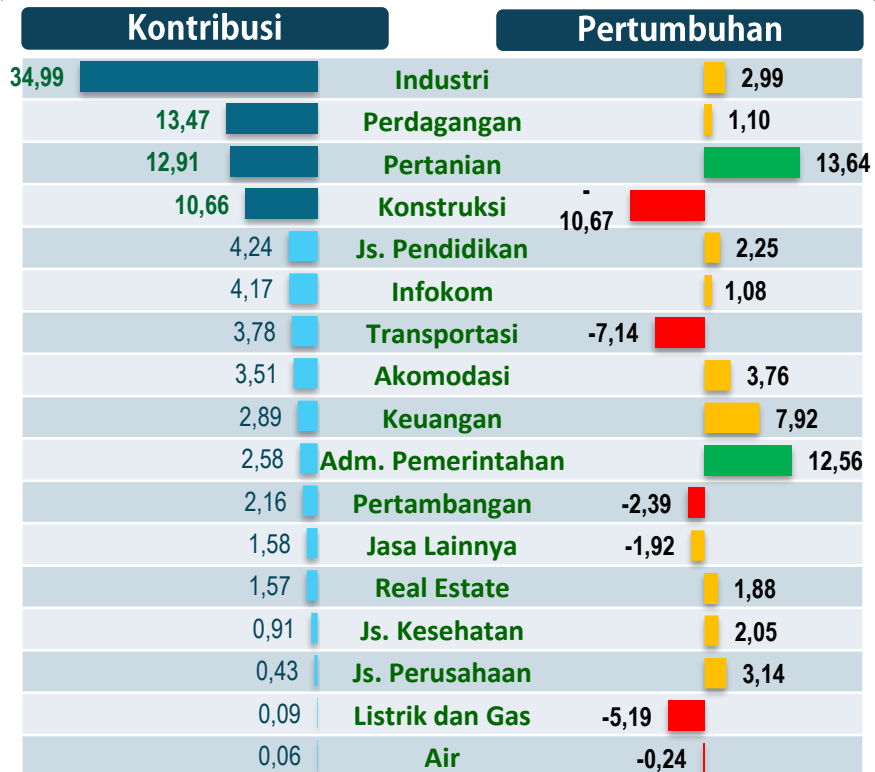 Kontribusi Pertumbuhan
34,99 Industri 2,99
13,47 Perdagangan 1,10
12,91 Pertanian 13,64
10,66 Konstruksi -
10,67
4,24 Js. Pendidikan 2,25
4,17 Infokom 1,08
3,78 Transportasi -7,14
3,51 Akomodasi 3,76
2,89 Keuangan 7,92
2,58 Adm. Pemerintahan 12,56
2,16 Pertambangan -2,39
1,58 Jasa Lainnya -1,92
1,57 Real Estate 1,88
0,91 Js. Kesehatan 2,05
0,43 Js. Perusahaan 3,14
0,09 Listrik dan Gas -5,19
0,06 Air -0,24